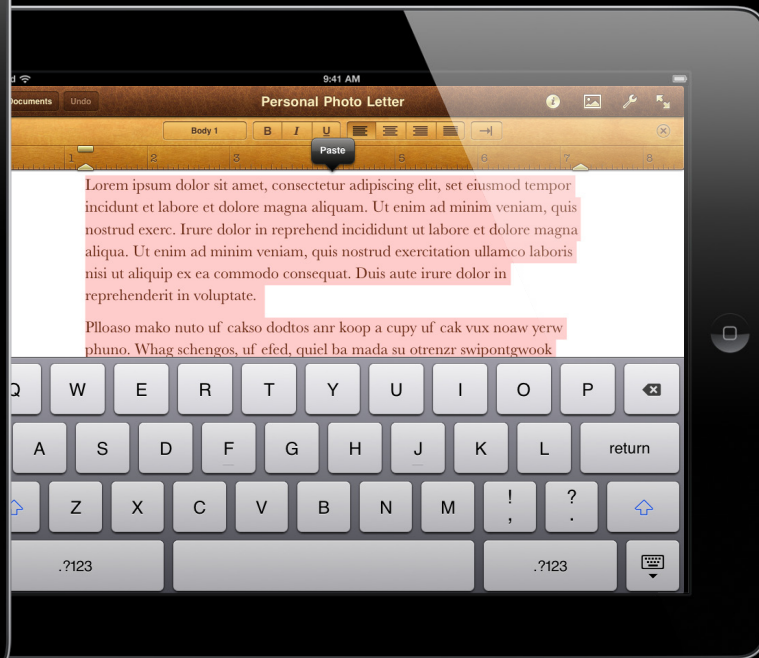 9:41 AM
Documents Undo Personal Photo Letter i
Body 1 B I U
Paste
1 2 3 5 6 7 8
Lorem ipsum dolor sit amet, consectetur adipiscing elit, set eiusmod tempor
incidunt et labore et dolore magna aliquam. Ut enim ad minim veniam, quis
nostrud exerc. Irure dolor in reprehend incididunt ut labore et dolore magna
aliqua. Ut enim ad minim veniam, quis nostrud exercitation ullamco laboris
nisi ut aliquip ex ea commodo consequat. Duis aute irure dolor in
reprehenderit in voluptate.
Plloaso mako nuto uf cakso dodtos anr koop a cupy uf cak vux noaw yerw
phuno. Whag schengos, uf efed, quiel ba mada su otrenzr swipontgwook
Q W E R T Y U I O P
A S D F G H J K L return
Z X C V B N M ! , ? .
.?123 .?123